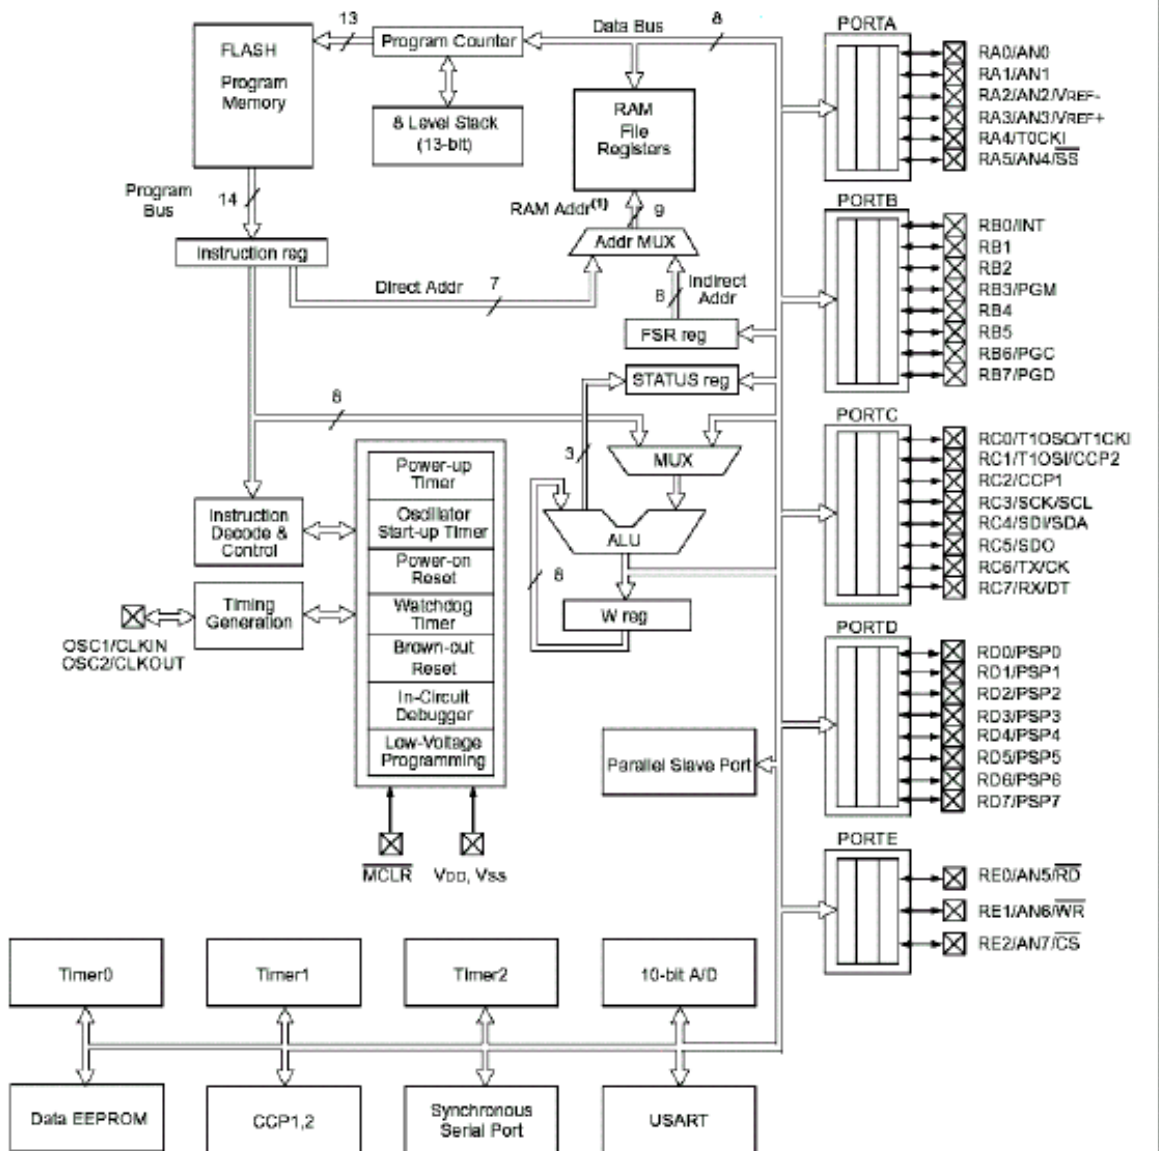 13
Data Bus
8
PORTA
FLASH
Program
Memory
Program Counter
8 Level Stack
(13-bit)
RAM
File
Registers
RA0/AN0
RA1/AN1
RA2/AN2/VREF-
RA3/AN3/VREF+
RA4/T0CKI
RA5/AN4/SS
Program
Bus
14
RAM Addr(1)
9
PORTB
Instruction reg
Addr MUX
Direct Addr
7
8
Indirect
Addr
FSR reg
STATUS reg
RB0/INT
RB1
RB2
RB3/PGM
RB4
RB5
RB6/PGC
RB7/PGD
8
3
MUX
PORTC
Power-up
Timer
Oscillator
Start-up Timer
Power-on
Reset
Watchdog
Timer
Brown-out
Reset
In-Circuit
Debugger
Low-Voltage
Programming
Instruction
Decode &
Control
Timing
Generation
OSC1/CLKIN
OSC2/CLKOUT
ALU
8
W reg
RC0/T1OSO/T1CKI
RC1/T1OSI/CCP2
RC2/CCP1
RC3/SCK/SCL
RC4/SDI/SDA
RC5/SDO
RC6/TX/CK
RC7/RX/DT
PORTD
RD0/PSP0
RD1/PSP1
RD2/PSP2
RD3/PSP3
RD4/PSP4
RD5/PSP5
RD6/PSP6
RD7/PSP7
Parallel Slave Port
MCLR
VDD, VSS
PORTE
RE0/AN5/RD
RE1/AN6/WR
RE2/AN7/CS
Timer0
Timer1
Timer2
10-bit A/D
Data EEPROM
CCP1,2
Synchronous
Serial Port
USART